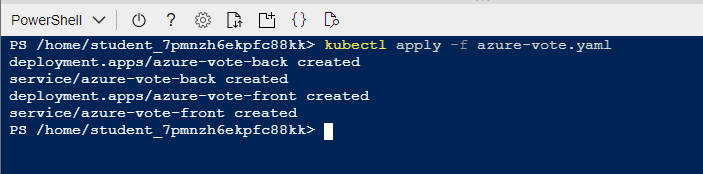 PowerShell
PS /home/student_7pmnzh6ekpfc88kk> kubectl apply -f azure-vote.yaml
deployment.apps/azure-vote-back created
service/azure-vote-back created
deployment.apps/azure-vote-front created
service/azure-vote-front created
PS /home/student_7pmnzh6ekpfc88kk>